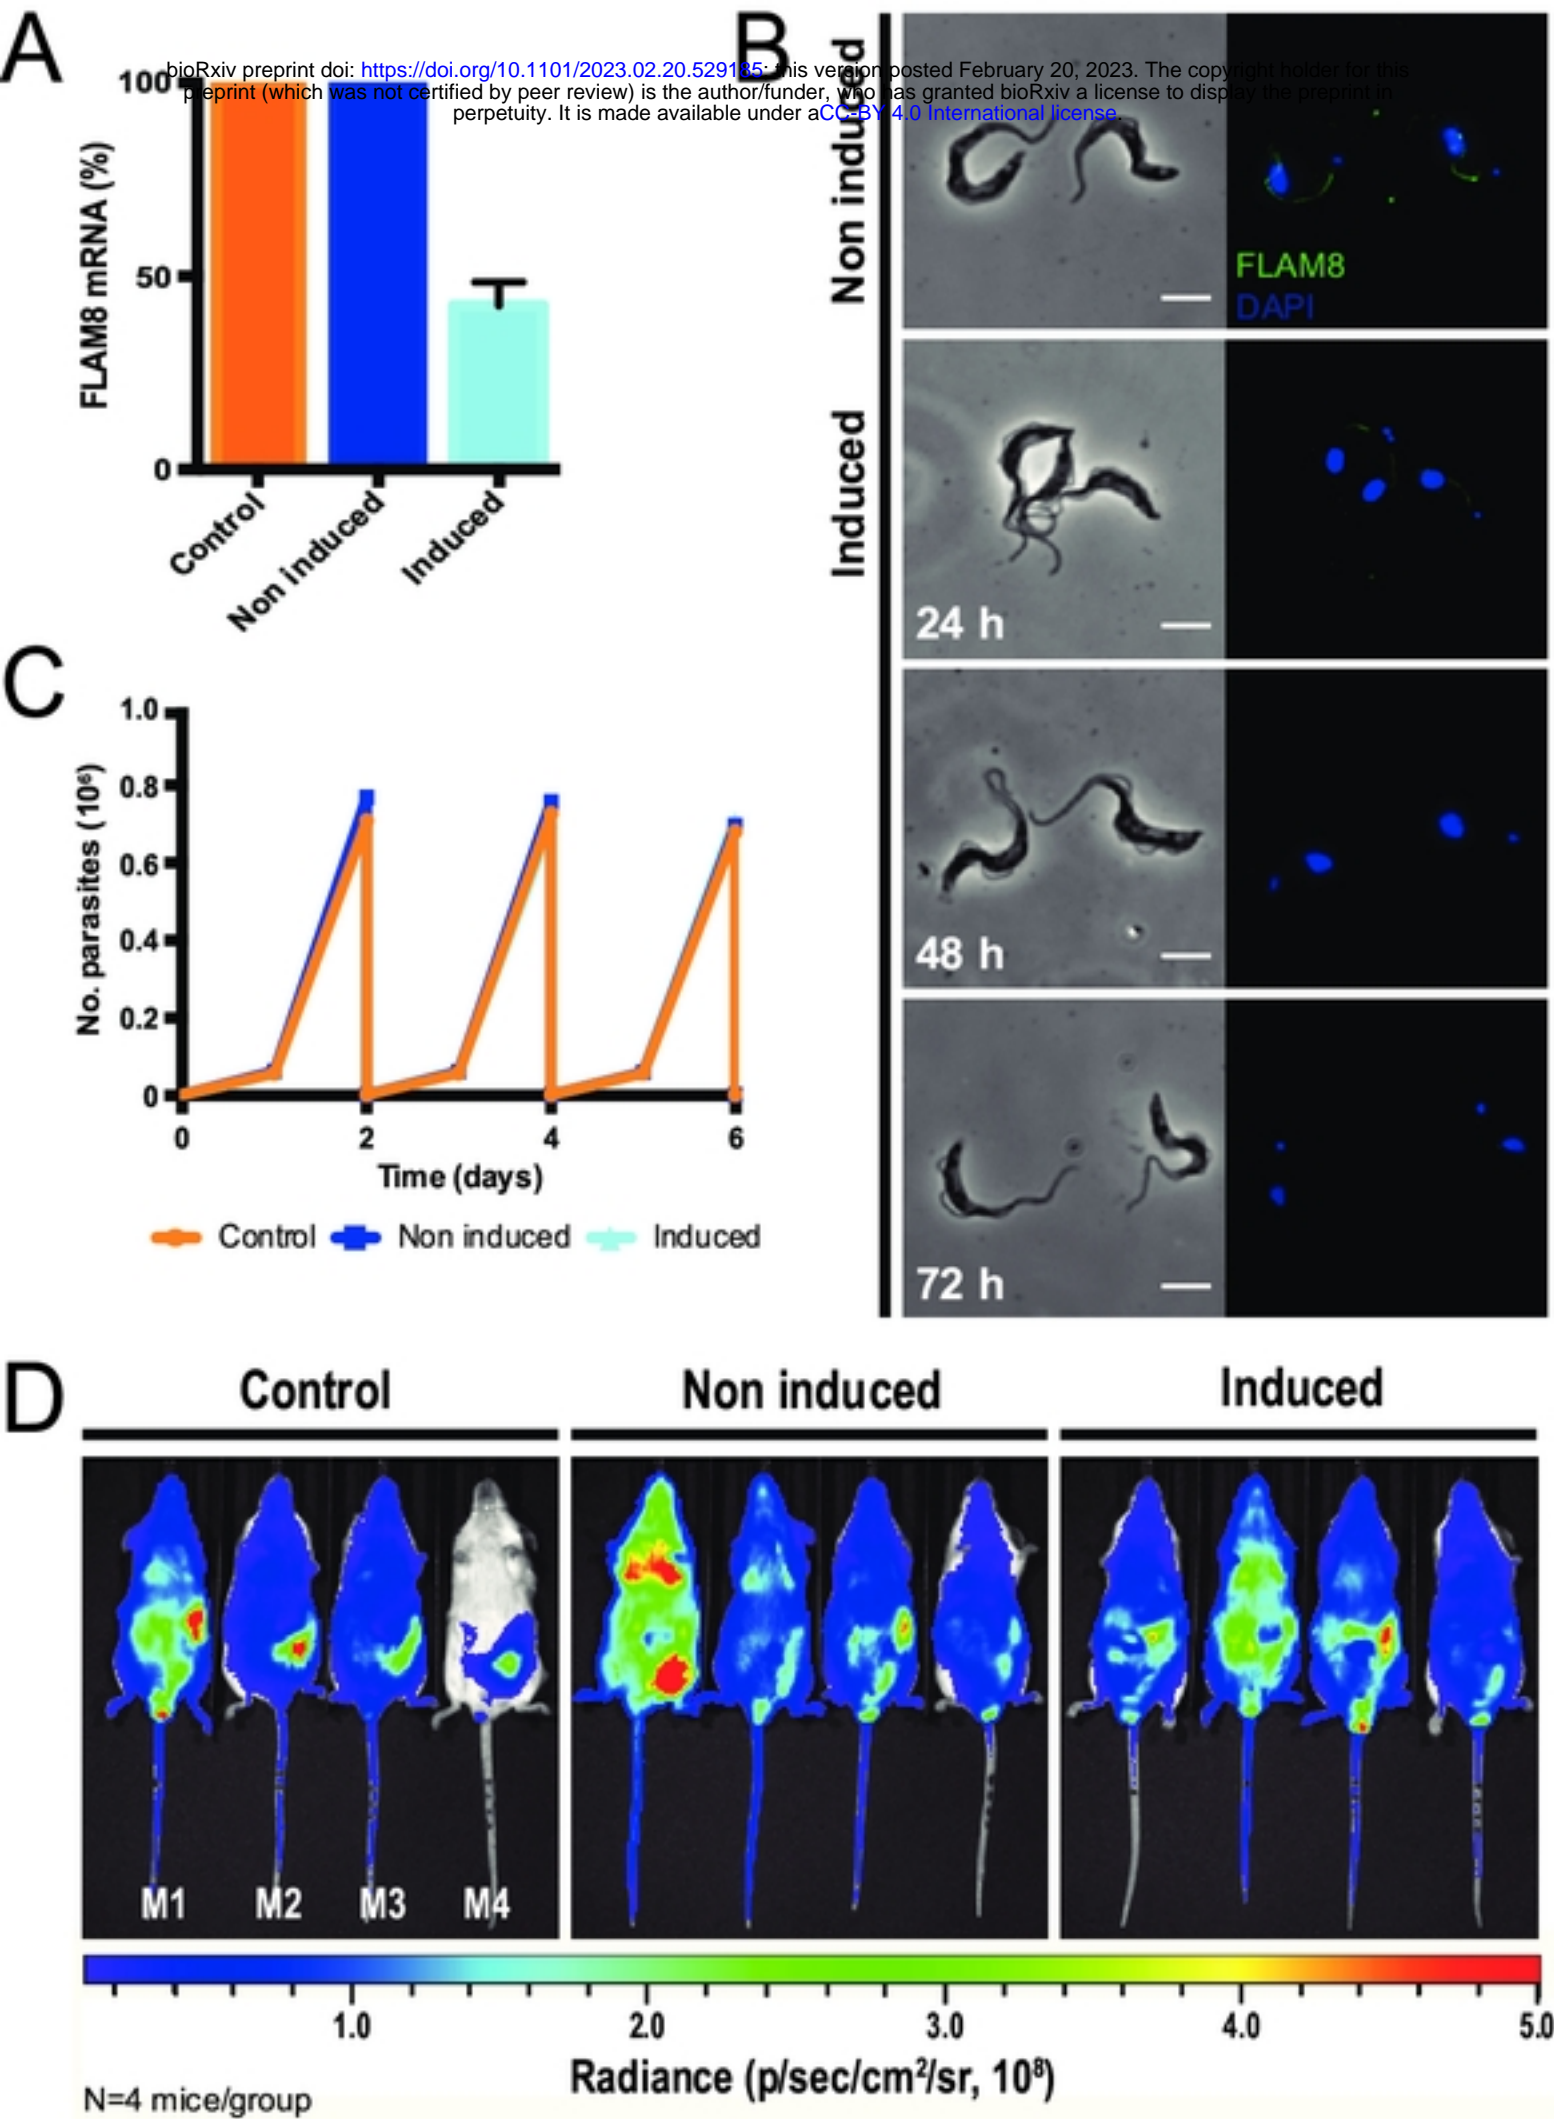 A
B
bioRxiv preprint doi: https://doi.org/10.1101/2023.02.20.529185; this version posted February 20, 2023. The copyright holder for this
preprint (which was not certified by peer review) is the author/funder, who has granted bioRxiv a license to display the preprint in
perpetuity. It is made available under aCC-BY 4.0 International license.
FLAM8 mRNA (%)
100
50
0
Control
Non induced
Induced
Non induced
FLAM8
DAPI
Induced
24 h
48 h
72 h
C
No. parasites (10⁶)
1.0
0.8
0.6
0.4
0.2
0
0
2
4
6
Time (days)
Control
Non induced
Induced
D
Control
Non induced
Induced
M1
M2
M3
M4
1.0
2.0
3.0
4.0
5.0
Radiance (p/sec/cm²/sr, 10⁸)
N=4 mice/group